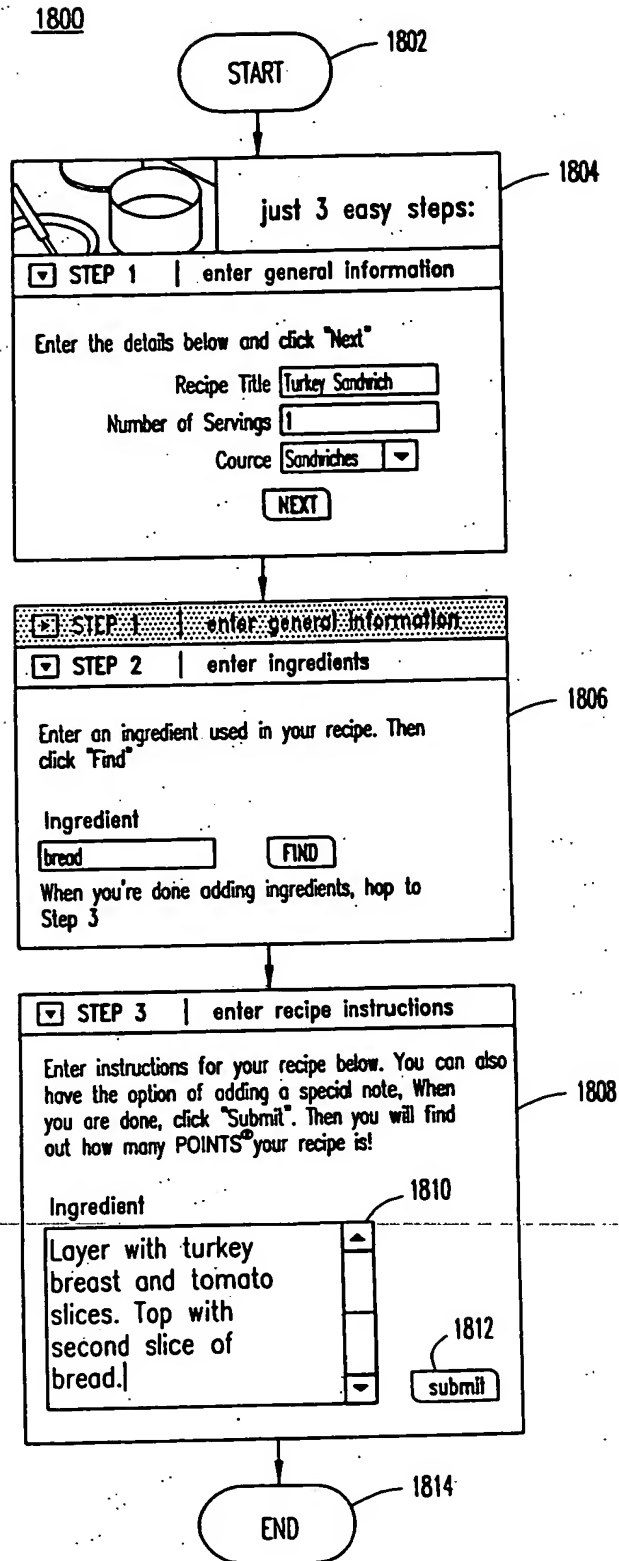 1800
START
1802
just 3 easy steps:
1804
STEP 1 | enter general information
Enter the details below and click "Next"
Recipe Title Turkey Sandwich
Number of Servings 1
Cource Sandwiches
NEXT
STEP 1 | enter general information
STEP 2 | enter ingredients
1806
Enter an ingredient used in your recipe. Then
click "Find"
Ingredient
bread FIND
When you're done adding ingredients, hop to
Step 3
STEP 3 | enter recipe instructions
Enter instructions for your recipe below. You can also
have the option of adding a special note, When
you are done, click "Submit". Then you will find
out how many POINTS® your recipe is!
1808
Ingredient
1810
Layer with turkey
breast and tomato
slices. Top with
second slice of
bread.
1812
submit
1814
END